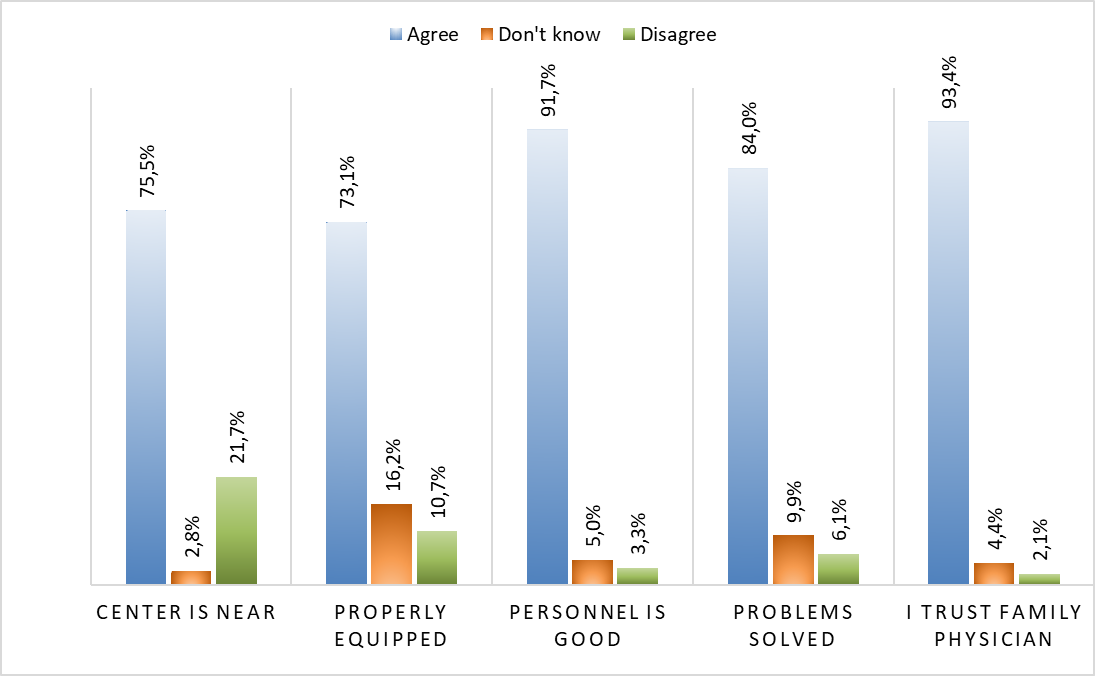 Agree Don't know Disagree
75,5%
2,8%
21,7%
73,1%
16,2%
10,7%
91,7%
5,0%
3,3%
84,0%
9,9%
6,1%
93,4%
4,4%
2,1%
CENTER IS NEAR
PROPERLY
EQUIPPED
PERSONNEL IS
GOOD
PROBLEMS
SOLVED
I TRUST FAMILY
PHYSICIAN